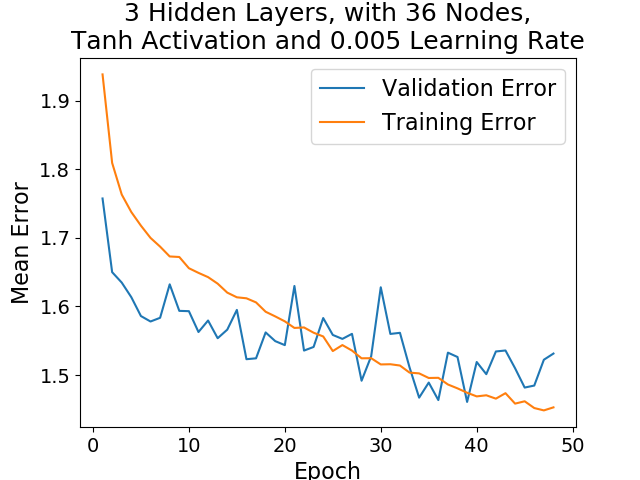 3 Hidden Layers, with 36 Nodes,
Tanh Activation and 0.005 Learning Rate
Validation Error
Training Error
Mean Error
1.9
1.8
1.7
1.6
1.5
0 10 20 30 40 50
Epoch